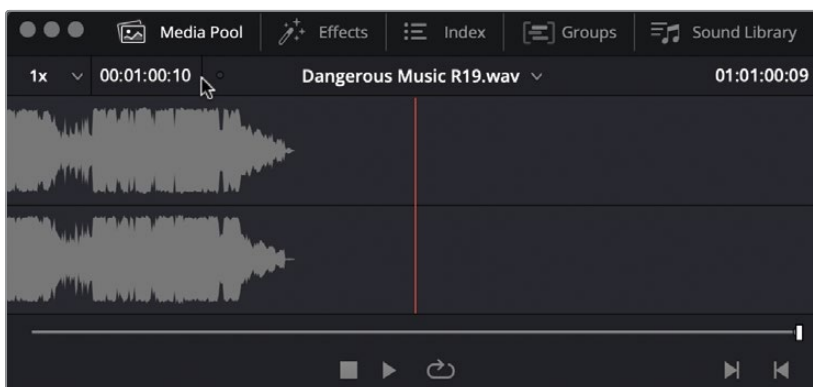 Media Pool Effects Index Groups Sound Library
1x 00:01:00:10 Dangerous Music R19.wav 01:01:00:09